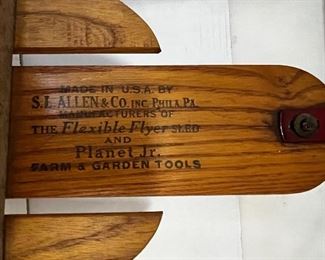 MADE IN U.S.A. BY
S.L. ALLEN & CO. INC. PHILA. PA.
MANUFACTURERS OF
THE Flexible Flyer SLED
AND
Planet Jr.
FARM & GARDEN TOOLS